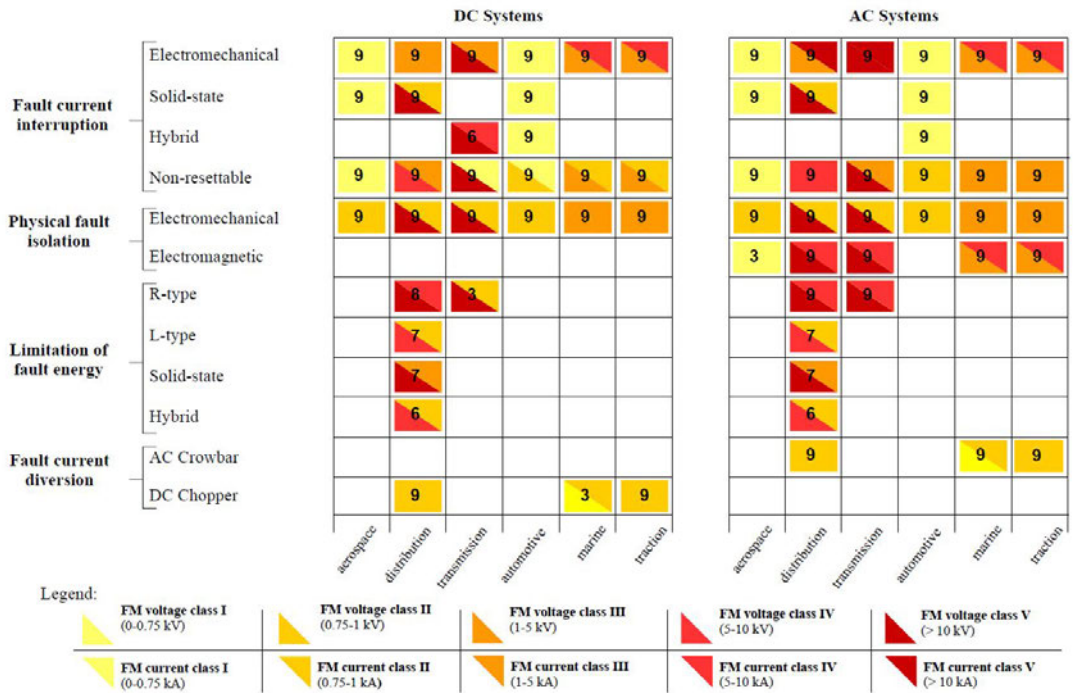 DC Systems
AC Systems
Fault current interruption
Electromechanical 9 9 9 9 9 9 9 9 9 9 9 9
Solid-state 9 9 9 9 9 9
Hybrid 6 9 9
Non-resettable 9 9 9 9 9 9 9 9 9 9 9 9
Physical fault isolation
Electromechanical 9 9 9 9 9 9 9 9 9 9 9 9
Electromagnetic 3 9 9 9 9
Limitation of fault energy
R-type 8 3 9 9
L-type 7 7
Solid-state 7 7
Hybrid 6 6
Fault current diversion
AC Crowbar 9 9 9
DC Chopper 9 3 9
acrospace distribution transmission automotive marine traction acrospace distribution transmission automotive marine traction
Legend:
FM voltage class I FM voltage class II FM voltage class III FM voltage class IV FM voltage class V
(0-0.75 kV) (0.75-1 kV) (1-5 kV) (5-10 kV) (> 10 kV)
FM current class I FM current class II FM current class III FM current class IV FM current class V
(0-0.75 kA) (0.75-1 kA) (1-5 kA) (5-10 kA) (> 10 kA)